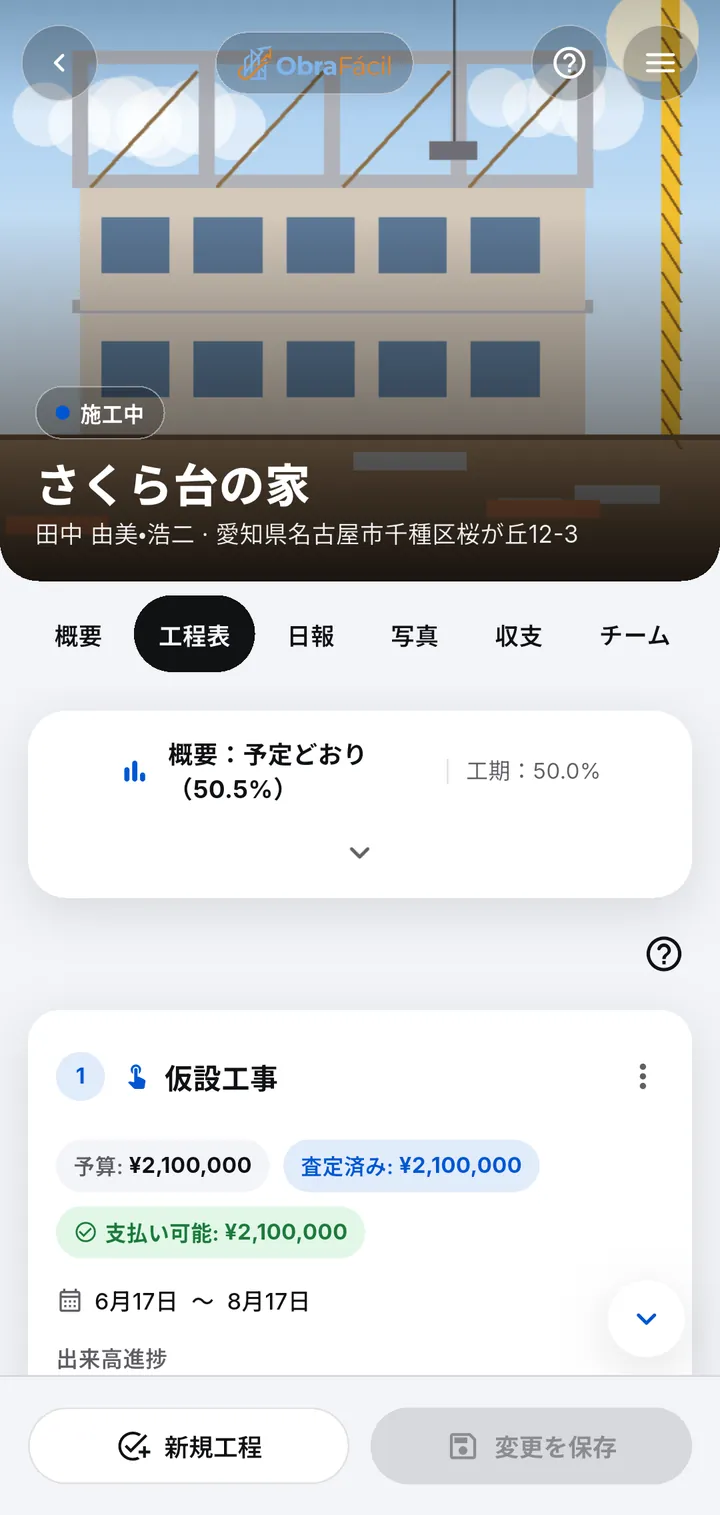 ObraFácil
施工中
さくら台の家
田中 由美•浩二 · 愛知県名古屋市千種区桜が丘12-3
概要 工程表 日報 写真 収支 チーム
概要：予定どおり
（50.5%）
工期：50.0%
1 仮設工事
予算: ¥2,100,000 査定済み: ¥2,100,000
支払い可能: ¥2,100,000
6月17日 ～ 8月17日
出来高進捗
新規工程 変更を保存